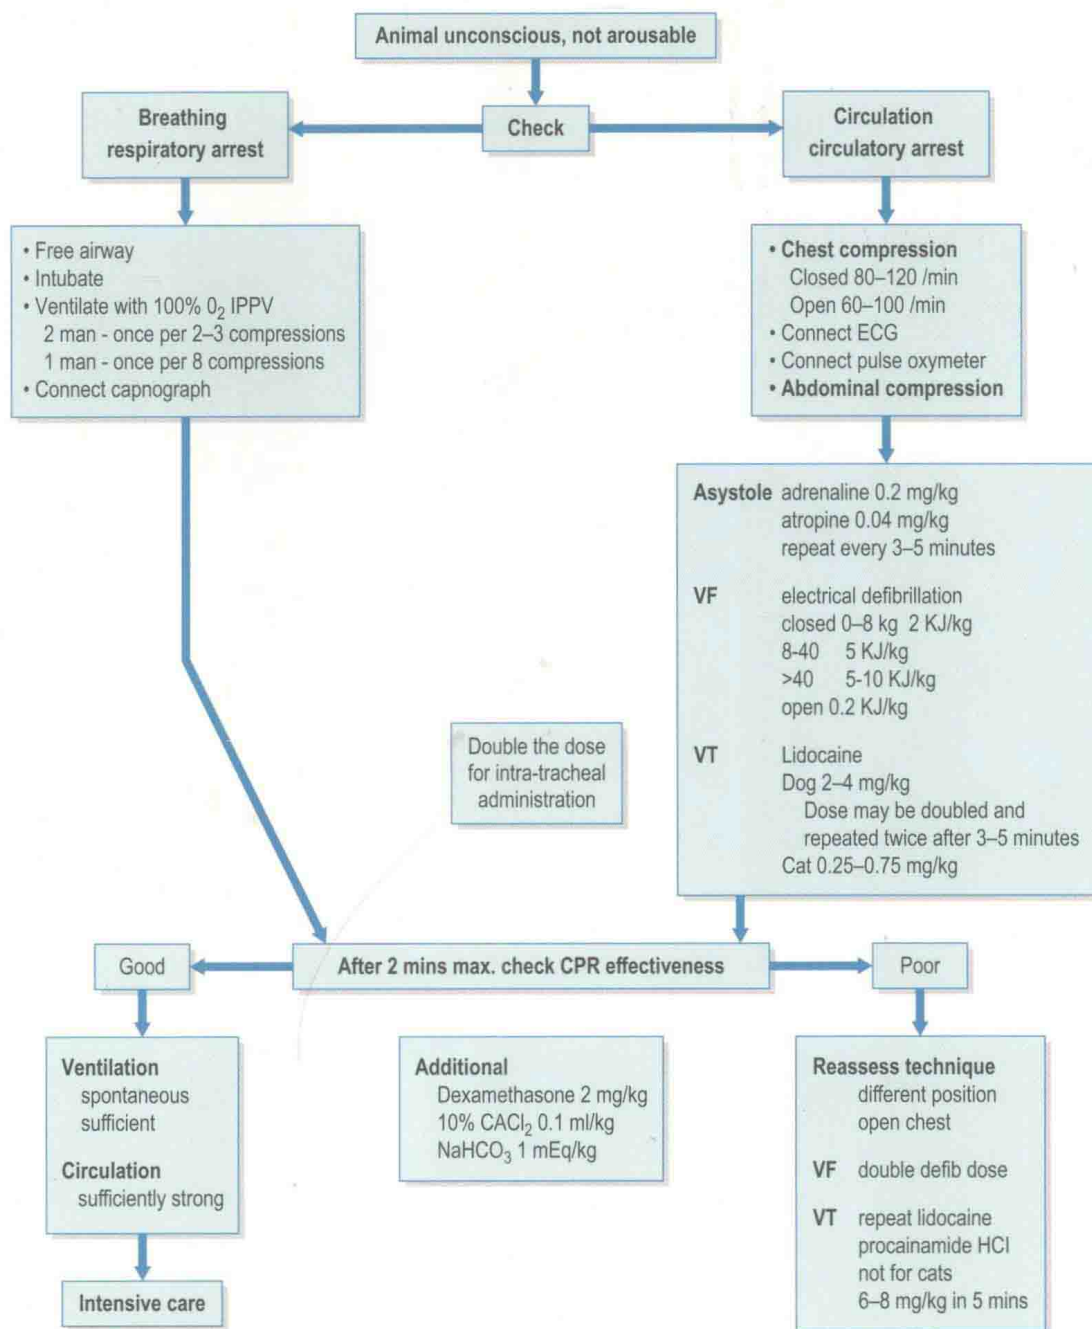 Animal unconscious, not arousable
Check
Breathing
respiratory arrest
Circulation
circulatory arrest
• Free airway
• Intubate
• Ventilate with 100% 0₂ IPPV
2 man - once per 2–3 compressions
1 man - once per 8 compressions
• Connect capnograph
• Chest compression
Closed 80–120 /min
Open 60–100 /min
• Connect ECG
• Connect pulse oxymeter
• Abdominal compression
Asystole adrenaline 0.2 mg/kg
atropine 0.04 mg/kg
repeat every 3–5 minutes
VF electrical defibrillation
closed 0–8 kg 2 KJ/kg
8-40 5 KJ/kg
>40 5-10 KJ/kg
open 0.2 KJ/kg
VT Lidocaine
Dog 2–4 mg/kg
Dose may be doubled and
repeated twice after 3–5 minutes
Cat 0.25–0.75 mg/kg
Double the dose
for intra-tracheal
administration
After 2 mins max. check CPR effectiveness
Good
Poor
Ventilation
spontaneous
sufficient
Circulation
sufficiently strong
Intensive care
Additional
Dexamethasone 2 mg/kg
10% CACl₂ 0.1 ml/kg
NaHCO₃ 1 mEq/kg
Reassess technique
different position
open chest
VF double defib dose
VT repeat lidocaine
procainamide HCl
not for cats
6–8 mg/kg in 5 mins